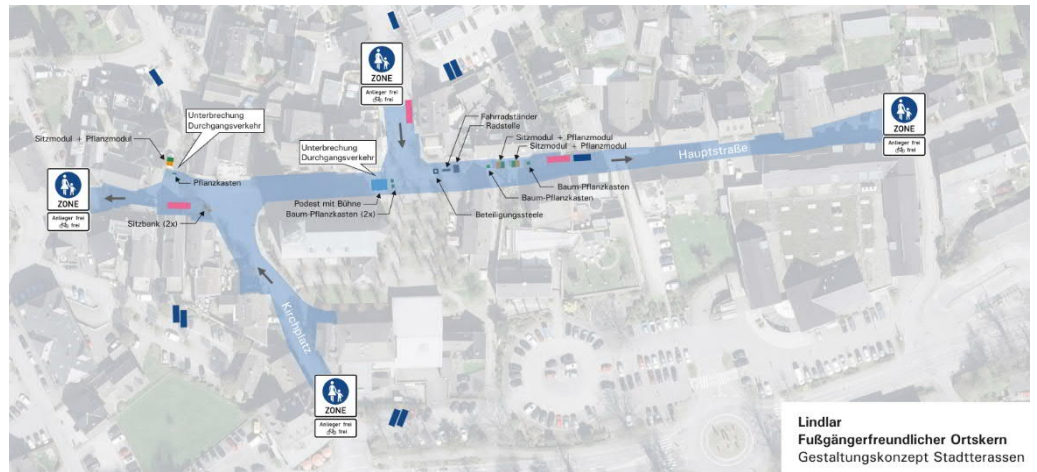 ZONE
Anlieger frei
frei
Unterbrechung
Durchgangsverkehr
Sitzmodul + Pflanzmodul
Pflanzkasten
ZONE
Anlieger frei
frei
Sitzbank (2x)
Unterbrechung
Durchgangsverkehr
Podest mit Bühne
Baum-Pflanzkasten (2x)
Fahrradständer
Radstelle
Sitzmodul + Pflanzmodul
Sitzmodul + Pflanzmodul
Baum-Pflanzkasten
Baum-Pflanzkasten
Beteiligungssteele
Hauptstraße
ZONE
Anlieger frei
frei
Kirchplatz
ZONE
Anlieger frei
frei
Lindlar
Fußgängerfreundlicher Ortskern
Gestaltungskonzept Stadtterassen